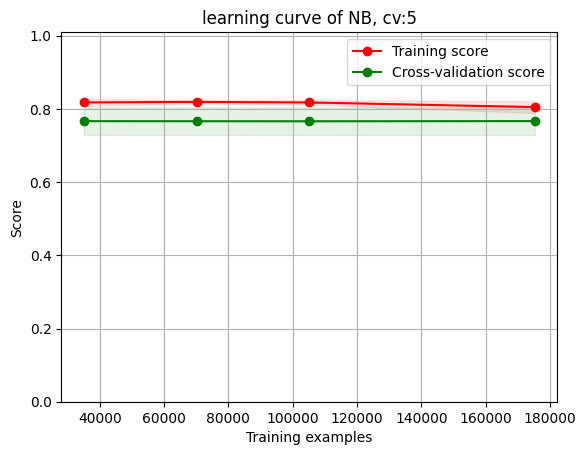 learning curve of NB, cv:5
Training score
Cross-validation score
1.0
0.8
0.6
0.4
0.2
0.0
Score
40000 60000 80000 100000 120000 140000 160000 180000
Training examples